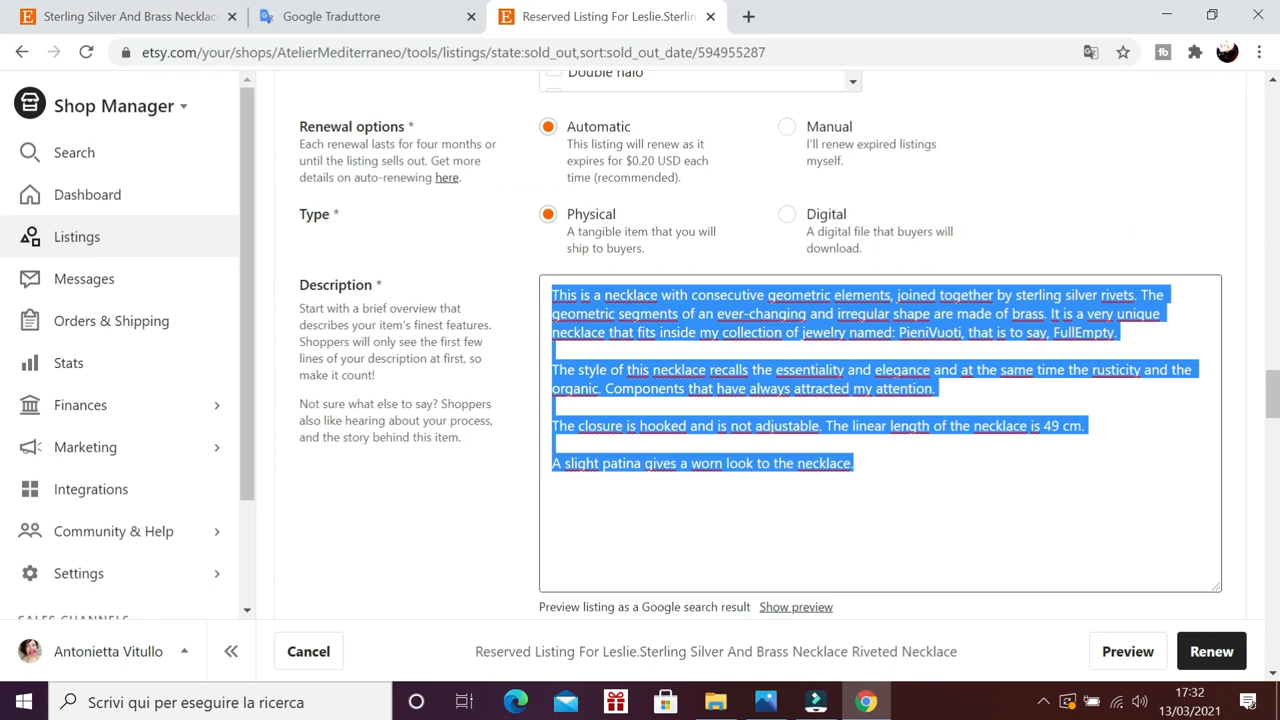 Sterling Silver And Brass Necklac
Google Traduttore
Reserved Listing For Leslie.Sterlin
etsy.com/your/shops/AtelierMediterraneo/tools/listings/state:sold_out,sort:sold_out_date/594955287
Shop Manager
Search
Dashboard
Listings
Messages
Orders & Shipping
Stats
Finances
Marketing
Integrations
Community & Help
Settings
SALES CHANNELS
Antonietta Vitullo
Double halo
Renewal options *
Each renewal lasts for four months or
until the listing sells out. Get more
details on auto-renewing here.
Automatic
This listing will renew as it
expires for $0.20 USD each
time (recommended).
Manual
I'll renew expired listings
myself.
Type *
Physical
A tangible item that you will
ship to buyers.
Digital
A digital file that buyers will
download.
Description *
Start with a brief overview that
describes your item's finest features.
Shoppers will only see the first few
lines of your description at first, so
make it count!
Not sure what else to say? Shoppers
also like hearing about your process,
and the story behind this item.
This is a necklace with consecutive geometric elements, joined together by sterling silver rivets. The
geometric segments of an ever-changing and irregular shape are made of brass. It is a very unique
necklace that fits inside my collection of jewelry named: PieniVuoti, that is to say, FullEmpty.
The style of this necklace recalls the essentiality and elegance and at the same time the rusticity and the
organic. Components that have always attracted my attention.
The closure is hooked and is not adjustable. The linear length of the necklace is 49 cm.
A slight patina gives a worn look to the necklace.
Preview listing as a Google search result Show preview
Cancel
Reserved Listing For Leslie.Sterling Silver And Brass Necklace Riveted Necklace
Preview
Renew
Scrivi qui per eseguire la ricerca
17:32
13/03/2021